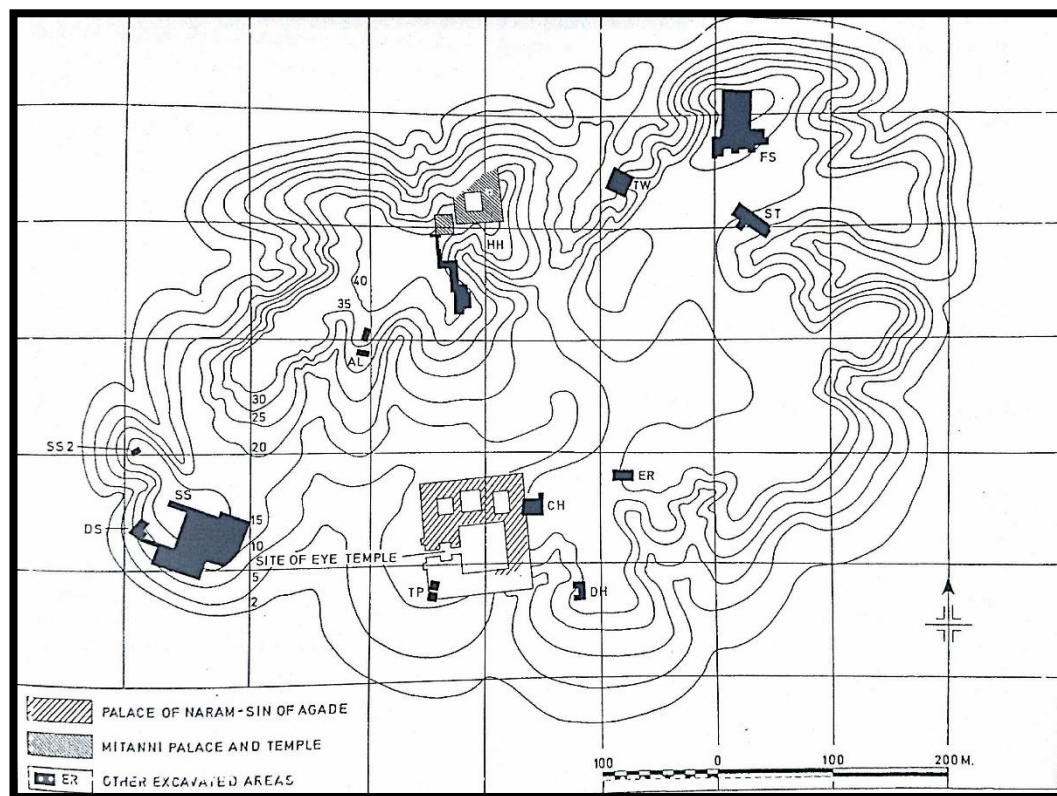 FS
TW
ST
HH
40
35
AL
30
25
20
SS 2
SS
ER
CH
15
DS
10
SITE OF EYE TEMPLE
5
TP
DH
2
PALACE OF NARAM-SIN OF AGADE
MITANNI PALACE AND TEMPLE
ER OTHER EXCAVATED AREAS
100 0 100 200 M.